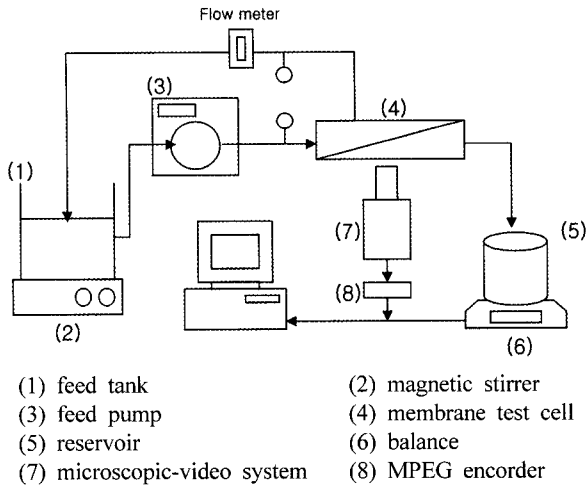 Flow meter
(3)
(4)
(1)
(5)
(7)
(8)
(2)
(6)
(1) feed tank
(2) magnetic stirrer
(3) feed pump
(4) membrane test cell
(5) reservoir
(6) balance
(7) microscopic-video system
(8) MPEG encorder